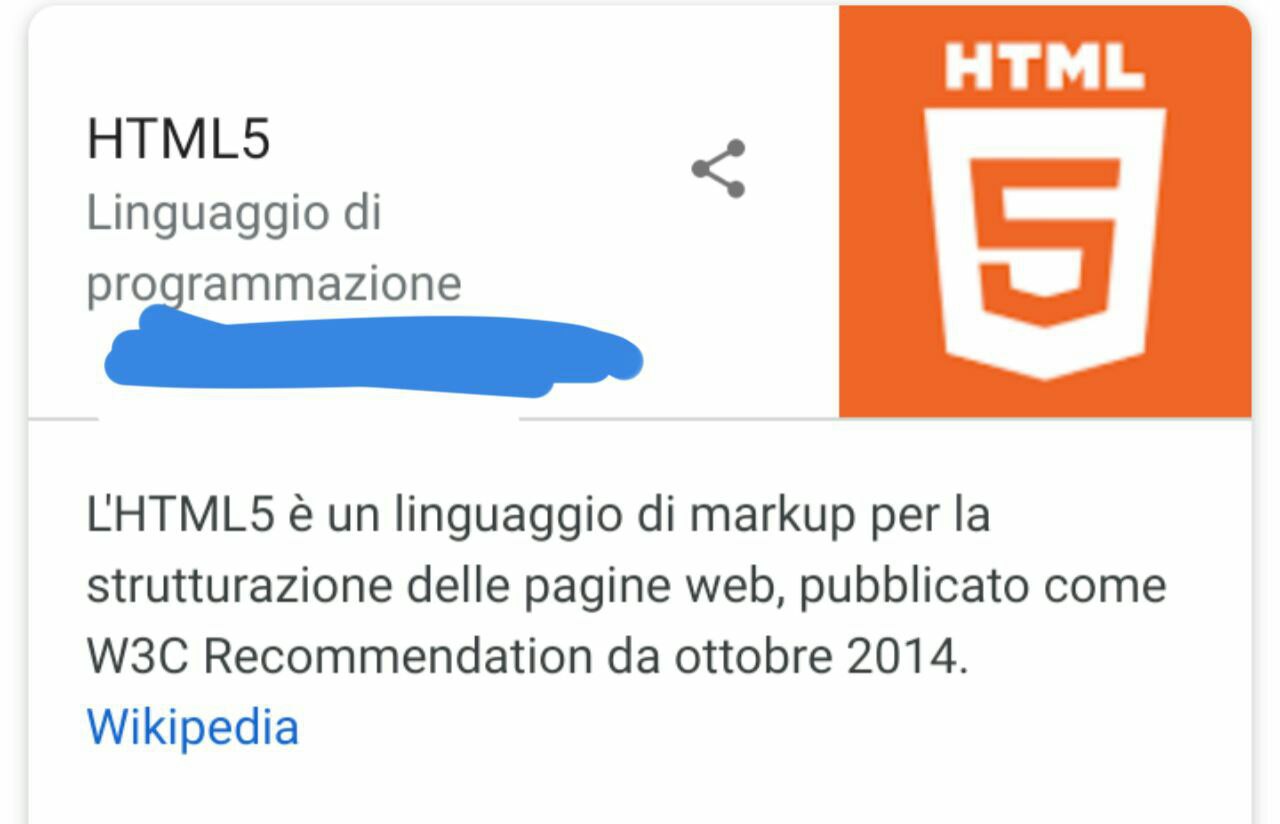 HTML
5
HTML5
Linguaggio di
programmazione
L'HTML5 è un linguaggio di markup per la
strutturazione delle pagine web, pubblicato come
W3C Recommendation da ottobre 2014.
Wikipedia